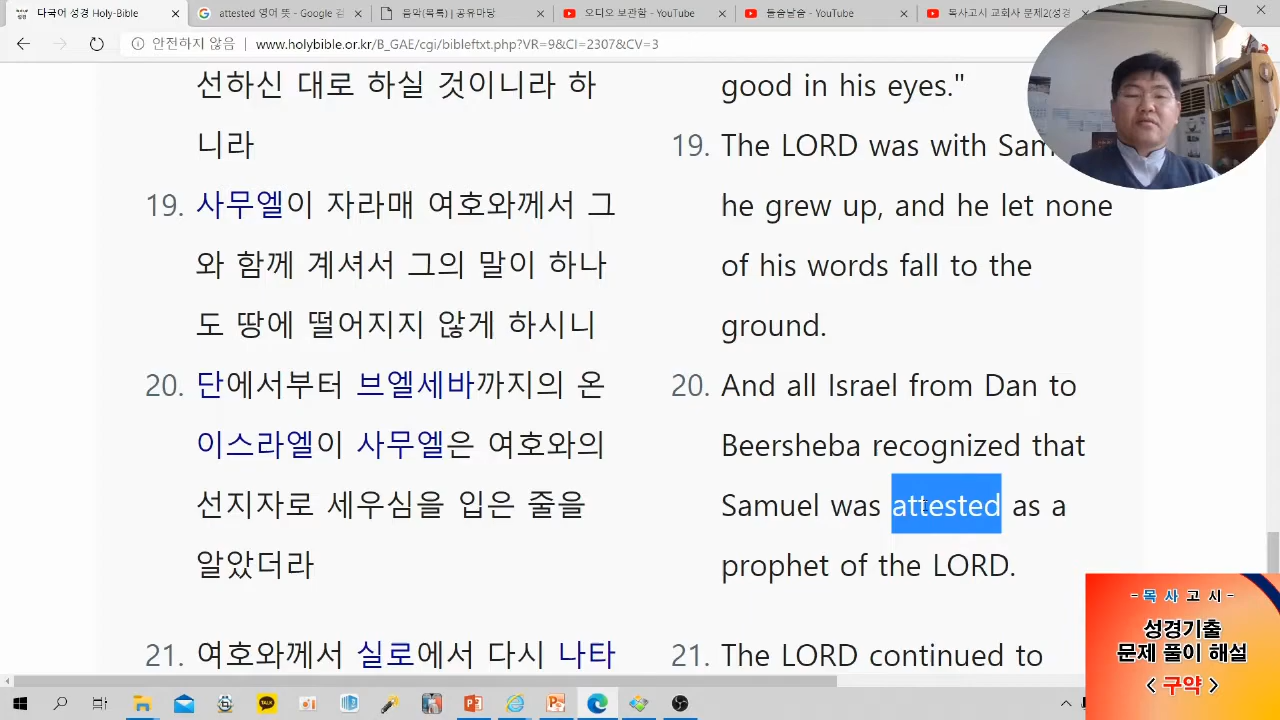 다국어 성경 Holy-Bible
attested 영어 뜻 - Google 검
음악(목록) | 공유마당
오디오 보관함 - YouTube
돌숨날숨 - YouTube
목사고시 교회사 문제2(성경
안전하지 않음
www.holybible.or.kr/B_GAE/cgi/bibleftxt.php?VR=9&CI=2307&CV=3
선하신 대로 하실 것이니라 하
니라
19. 사무엘이 자라매 여호와께서 그
와 함께 계셔서 그의 말이 하나
도 땅에 떨어지지 않게 하시니
20. 단에서부터 브엘세바까지의 온
이스라엘이 사무엘은 여호와의
선지자로 세우심을 입은 줄을
알았더라
21. 여호와께서 실로에서 다시 나타
good in his eyes."
19. The LORD was with Sam
he grew up, and he let none
of his words fall to the
ground.
20. And all Israel from Dan to
Beersheba recognized that
Samuel was attested as a
prophet of the LORD.
21. The LORD continued to
- 목 사 고 시 -
성경기출
문제 풀이 해설
< 구약 >